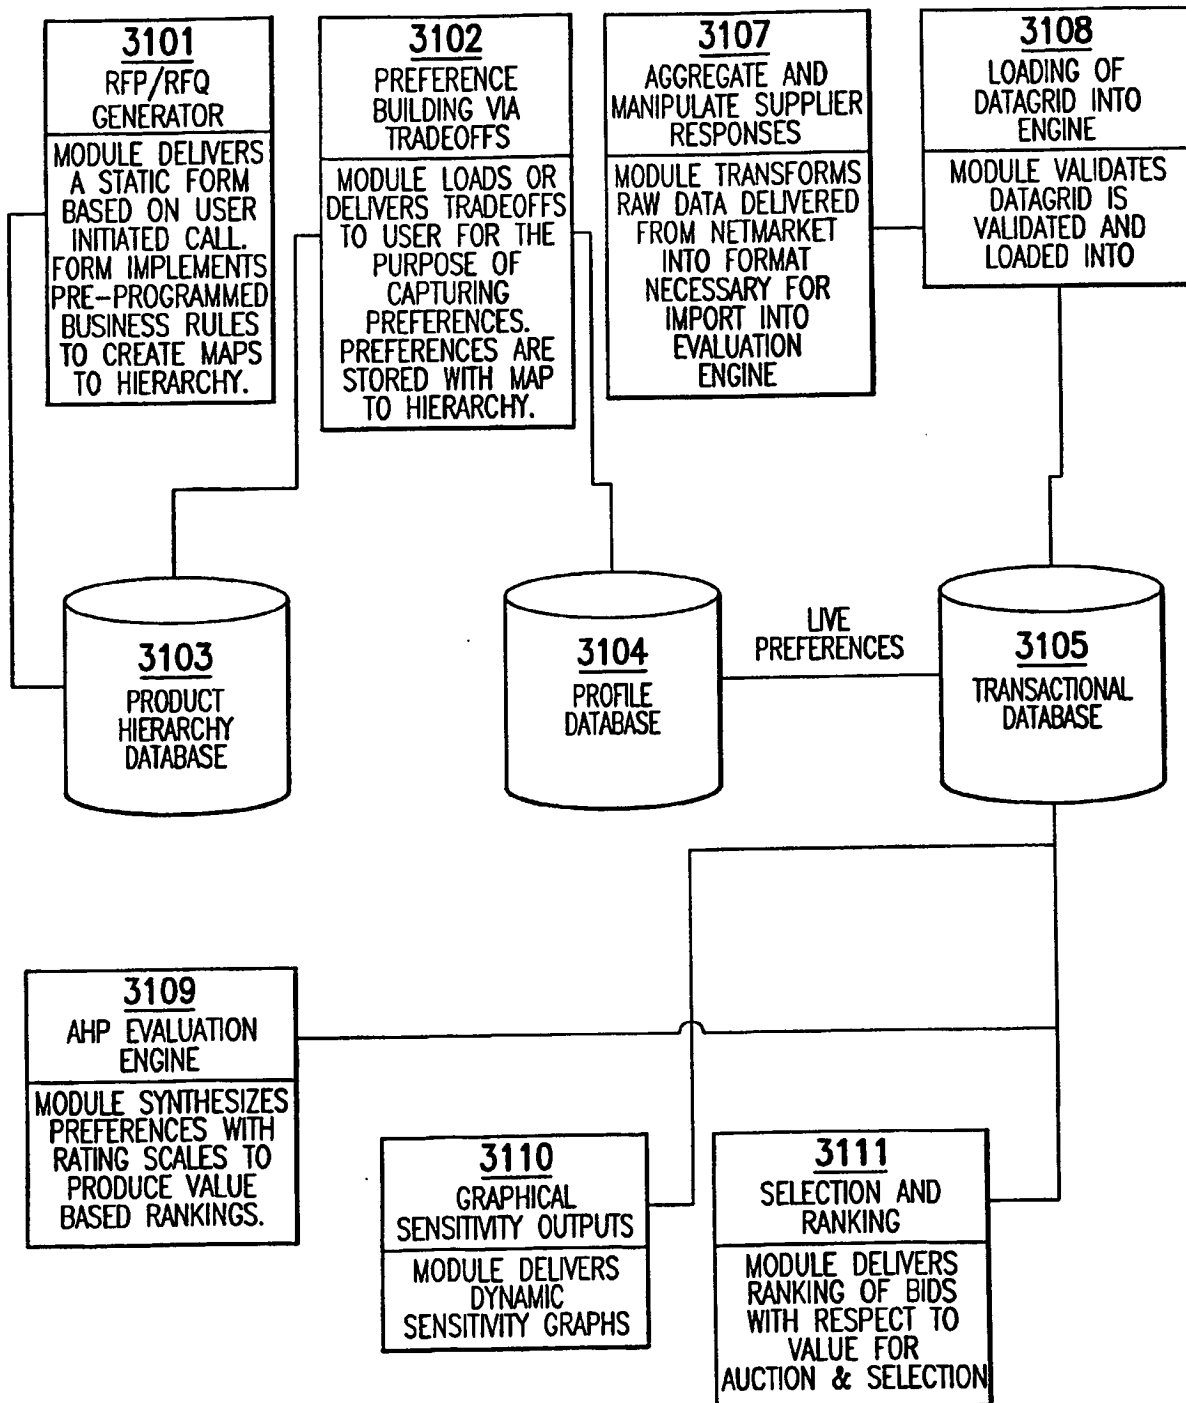 3101
RFP/RFQ
GENERATOR
MODULE DELIVERS
A STATIC FORM
BASED ON USER
INITIATED CALL.
FORM IMPLEMENTS
PRE-PROGRAMMED
BUSINESS RULES
TO CREATE MAPS
TO HIERARCHY.
3102
PREFERENCE
BUILDING VIA
TRADEOFFS
MODULE LOADS OR
DELIVERS TRADEOFFS
TO USER FOR THE
PURPOSE OF
CAPTURING
PREFERENCES.
PREFERENCES ARE
STORED WITH MAP
TO HIERARCHY.
3107
AGGREGATE AND
MANIPULATE SUPPLIER
RESPONSES
MODULE TRANSFORMS
RAW DATA DELIVERED
FROM NETMARKET
INTO FORMAT
NECESSARY FOR
IMPORT INTO
EVALUATION
ENGINE
3108
LOADING OF
DATAGRID INTO
ENGINE
MODULE VALIDATES
DATAGRID IS
VALIDATED AND
LOADED INTO
3103
PRODUCT
HIERARCHY
DATABASE
3104
PROFILE
DATABASE
LIVE
PREFERENCES
3105
TRANSACTIONAL
DATABASE
3109
AHP EVALUATION
ENGINE
MODULE SYNTHESIZES
PREFERENCES WITH
RATING SCALES TO
PRODUCE VALUE
BASED RANKINGS.
3110
GRAPHICAL
SENSITIVITY OUTPUTS
MODULE DELIVERS
DYNAMIC
SENSITIVITY GRAPHS
3111
SELECTION AND
RANKING
MODULE DELIVERS
RANKING OF BIDS
WITH RESPECT TO
VALUE FOR
AUCTION & SELECTION